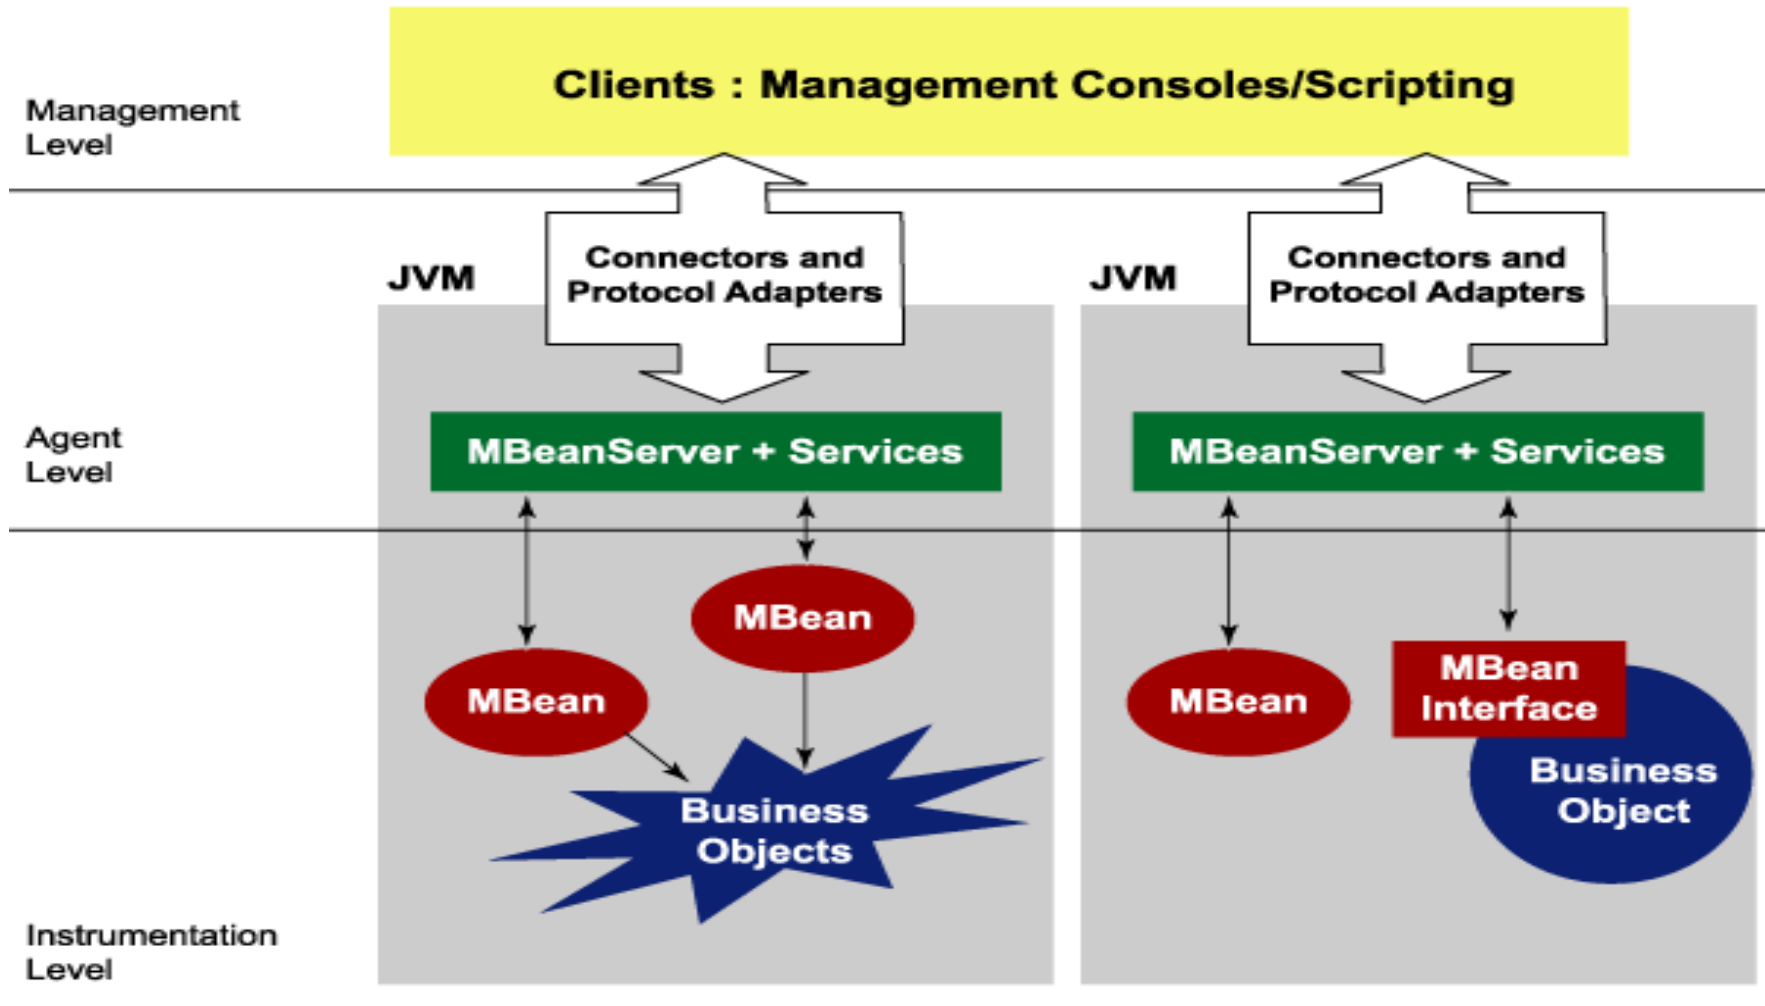 Clients : Management Consoles/Scripting
Management
Level
Connectors and
Protocol Adapters
Connectors and
Protocol Adapters
JVM
JVM
MBeanServer + Services
MBeanServer + Services
Agent
Level
MBean
MBean
MBean
MBean
Interface
Business
Objects
Business
Object
Instrumentation
Level